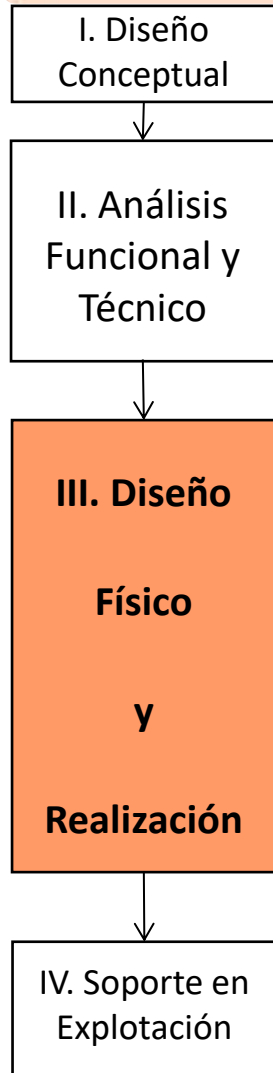 I. Diseño
Conceptual
II. Análisis
Funcional y
Técnico
III. Diseño
Físico
y
Realización
IV. Soporte en
Explotación